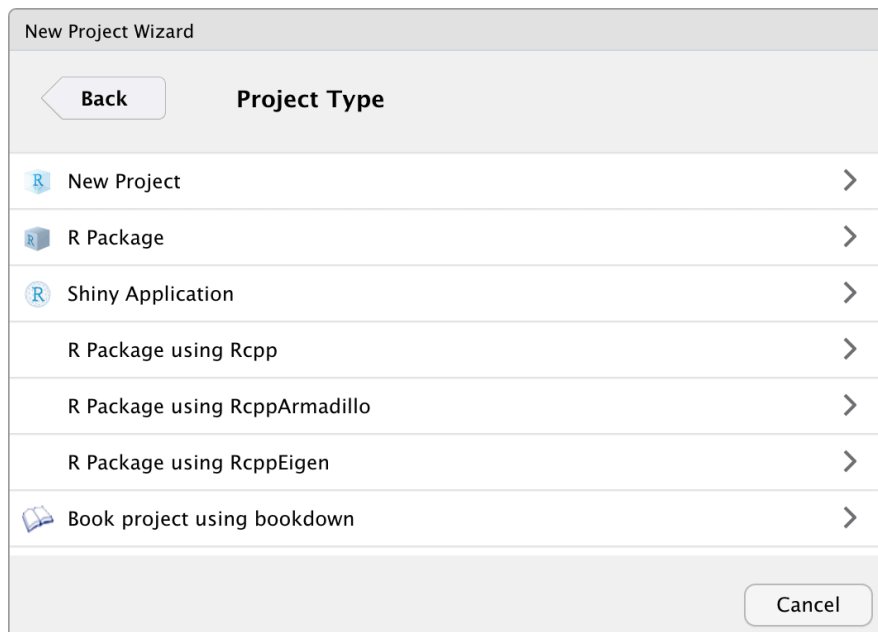 New Project Wizard
Back
Project Type
R New Project
R R Package
R Shiny Application
R Package using Rcpp
R Package using RcppArmadillo
R Package using RcppEigen
Book project using bookdown
Cancel